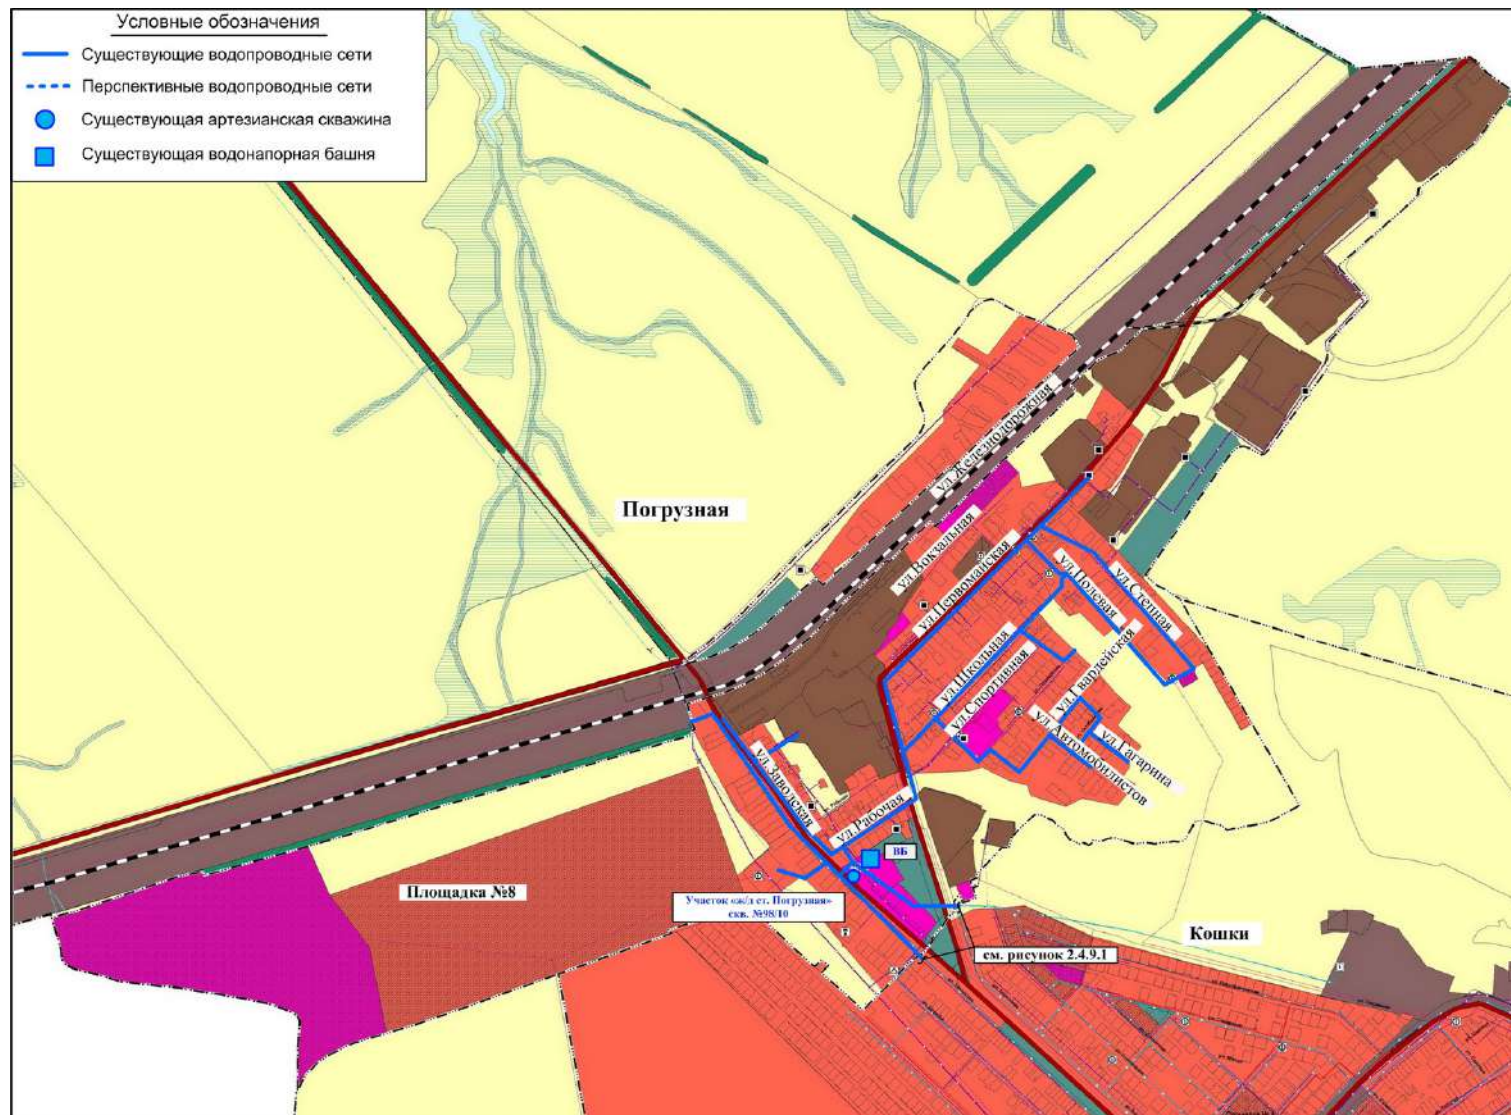 Условные обозначения
Существующие водопроводные сети
Перспективные водопроводные сети
Существующая артезианская скважина
Существующая водонапорная башня
ул.Железнодорожная
Погрузная
ул.Вокзальная
ул.Первомайская
ул.Полевая
ул.Степная
ул.Школьная
ул.Гвардейская
ул.Спортивная
ул.Автомобилистов
ул.Гагарина
ул.Заводская
ул.Рабочая
ВБ
Площадка №8
Участок «ж/д ст. Погрузная»
скв. №98/10
Кошки
см. рисунок 2.4.9.1